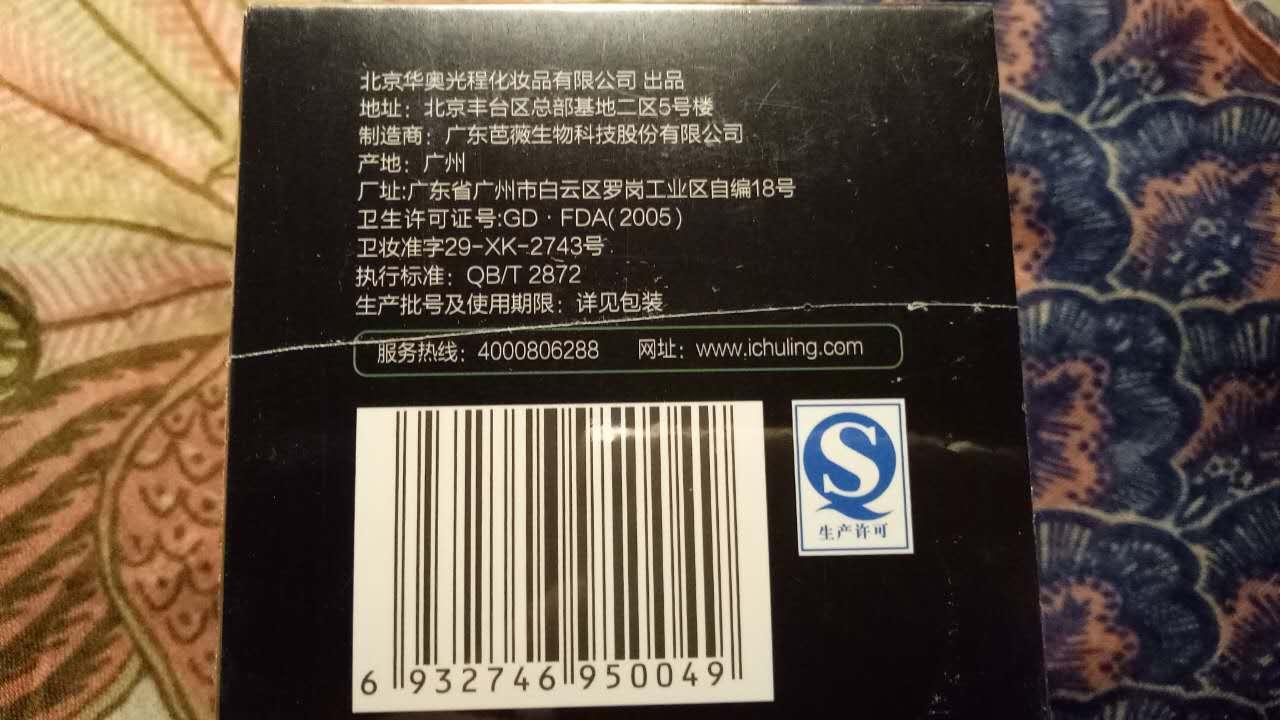 北京华奥光程化妆品有限公司 出品
地址：北京丰台区总部基地二区5号楼
制造商：广东芭薇生物科技股份有限公司
产地：广州
厂址:广东省广州市白云区罗岗工业区自编18号
卫生许可证号:GD·FDA(2005)
卫妆准字29-XK-2743号
执行标准：QB/T 2872
生产批号及使用期限：详见包装
服务热线：4000806288 网址：www.ichuling.com
生产许可
6 932746 950049